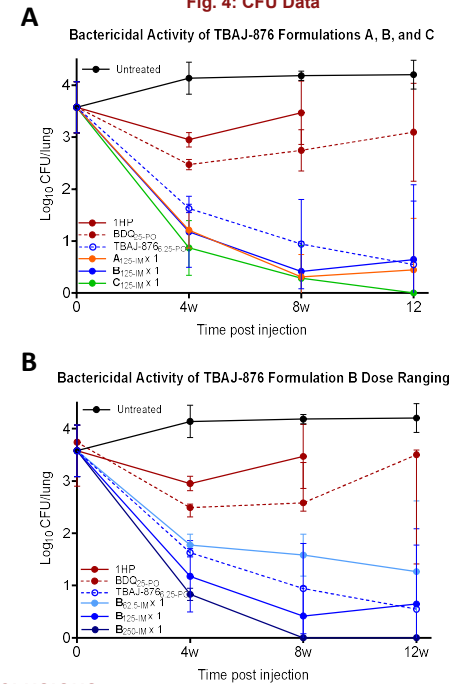 Fig. 4: CFU Data
A
Bactericidal Activity of TBAJ-876 Formulations A, B, and C
Untreated
4
3
2
1
0
Log10 CFU/lung
1HP
BDQ25-PO
TBAJ-8766.25-PO
A125-IM x 1
B125-IM x 1
C125-IM x 1
0 4w 8w 12
Time post injection
B
Bactericidal Activity of TBAJ-876 Formulation B Dose Ranging
Untreated
4
3
2
1
0
Log10 CFU/lung
1HP
BDQ25-PO
TBAJ-8766.25-PO
B62.5-IM x 1
B125-IM x 1
B250-IM x 1
0 4w 8w 12w
Time post injection